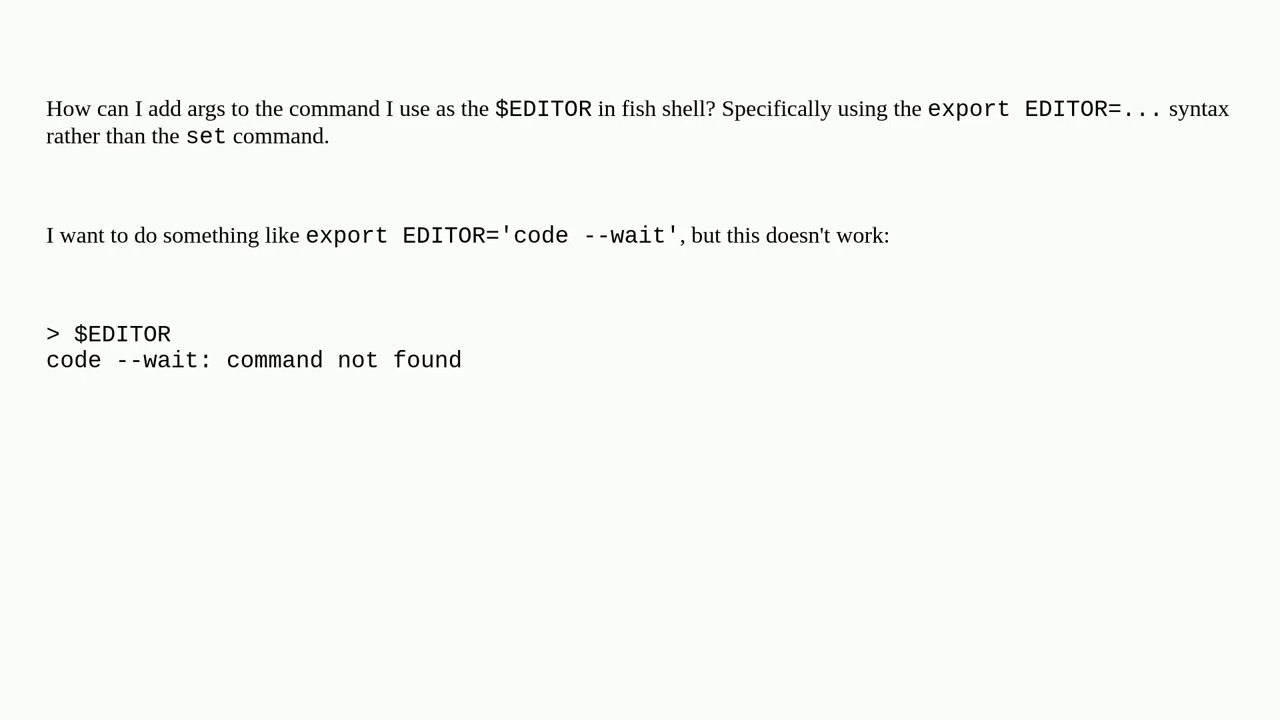 How can I add args to the command I use as the $EDITOR in fish shell? Specifically using the export EDITOR=... syntax
rather than the set command.
I want to do something like export EDITOR='code --wait', but this doesn't work:
> $EDITOR
code --wait: command not found